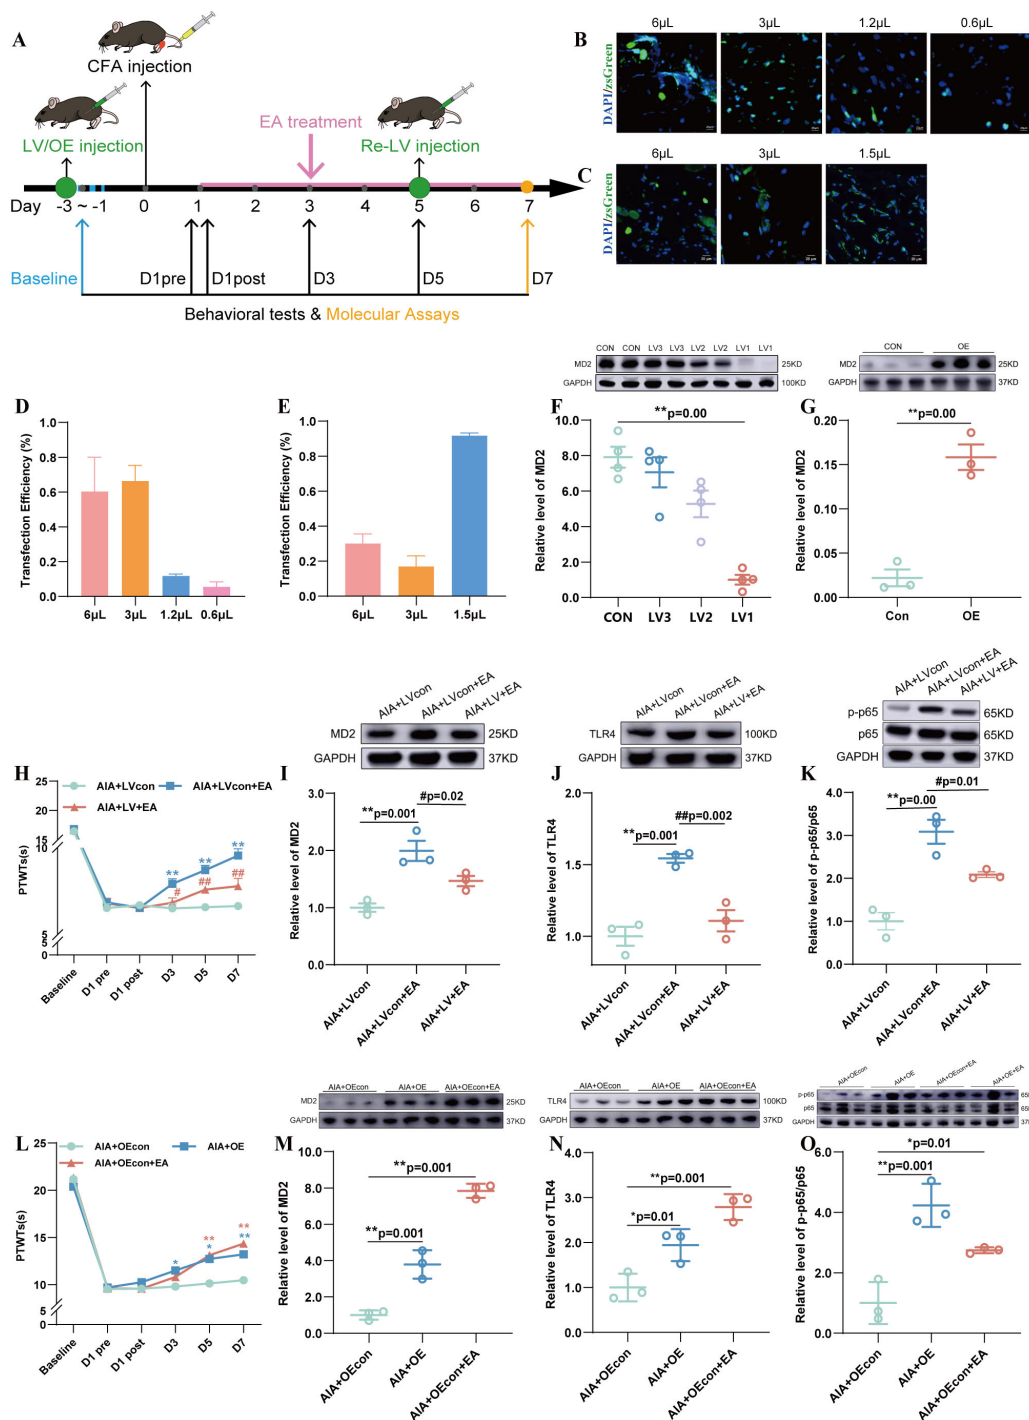 A
CFA injection
LV/OE injection
EA treatment
Re-LV injection
Day -3 ~ -1 0 1 2 3 4 5 6 7
Baseline D1pre D1post D3 D5 D7
Behavioral tests & Molecular Assays
B
6μL 3μL 1.2μL 0.6μL
DAPI/zsGreen
C
6μL 3μL 1.5μL
DAPI/zsGreen
D
Transfection Efficiency (%)
1.0
0.8
0.6
0.4
0.2
0.0
6μL 3μL 1.2μL 0.6μL
E
Transfection Efficiency (%)
1.0
0.8
0.6
0.4
0.2
0.0
6μL 3μL 1.5μL
CON CON LV3 LV3 LV2 LV2 LV1 LV1
MD2 25KD
GAPDH 100KD
F
Relative level of MD2
**p=0.00
10.0
8.0
6.0
4.0
2.0
0.0
CON LV3 LV2 LV1
CON OE
MD2 25KD
GAPDH 37KD
G
Relative level of MD2
**p=0.00
0.20
0.15
0.10
0.05
0.00
Con OE
H
AIA+LVcon AIA+LVcon+EA
AIA+LV+EA
PTWTs(s)
25
20
15
10
5
5
0
** ** **
# ## ##
Baseline D1 pre D1 post D3 D5 D7
AIA+LVcon AIA+LVcon+EA AIA+LV+EA
MD2 25KD
GAPDH 37KD
I
Relative level of MD2
**p=0.001
#p=0.02
3.0
2.0
1.0
0.0
AIA+LVcon AIA+LVcon+EA AIA+LV+EA
AIA+LVcon AIA+LVcon+EA AIA+LV+EA
TLR4 100KD
GAPDH 37KD
J
Relative level of TLR4
**p=0.001
##p=0.002
2.0
1.5
1.0
AIA+LVcon AIA+LVcon+EA AIA+LV+EA
AIA+LVcon AIA+LVcon+EA AIA+LV+EA
p-p65 65KD
p65 65KD
GAPDH 37KD
K
Relative level of p-p65/p65
**p=0.00
#p=0.01
4.0
3.0
2.0
1.0
0.0
AIA+LVcon AIA+LVcon+EA AIA+LV+EA
L
AIA+OEcon AIA+OE
AIA+OEcon+EA
PTWTs(s)
25
20
15
10
5
0
* ** * ** **
Baseline D1 pre D1 post D3 D5 D7
AIA+OEcon AIA+OE AIA+OEcon+EA
MD2 25KD
GAPDH 37KD
M
Relative level of MD2
**p=0.001
**p=0.001
10.0
8.0
6.0
4.0
2.0
0.0
AIA+OEcon AIA+OE AIA+OEcon+EA
AIA+OEcon AIA+OE AIA+OEcon+EA
TLR4 100KD
GAPDH 37KD
N
Relative level of TLR4
**p=0.001
*p=0.01
4.0
3.0
2.0
1.0
0.0
AIA+OEcon AIA+OE AIA+OEcon+EA
AIA+OEcon AIA+OE AIA+OEcon+EA AIA+OE+EA
p-p65 65K
p65 65K
GAPDH 37K
O
Relative level of p-p65/p65
*p=0.01
**p=0.001
6.0
4.0
2.0
0.0
AIA+OEcon AIA+OE AIA+OEcon+EA